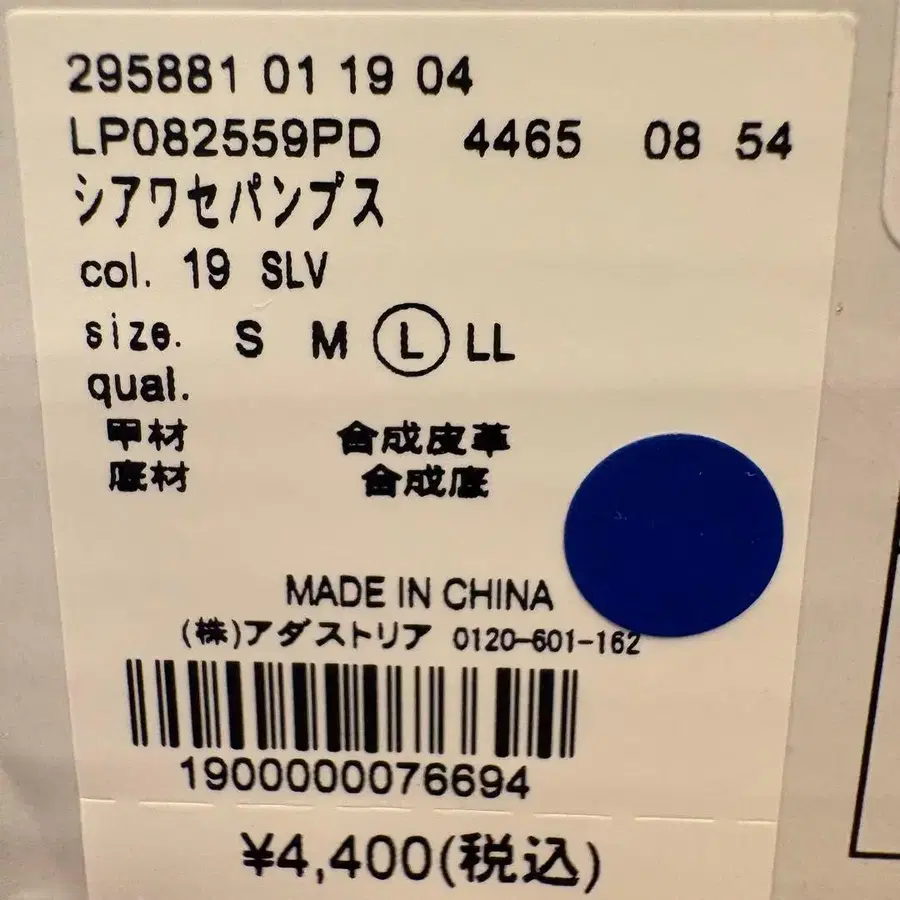 295881 01 19 04
LP082559PD 4465 08 54
シアワセパンプス
col. 19 SLV
size. S M L LL
qual.
甲材 合成皮革
底材 合成底
MADE IN CHINA
(株)アダストリア 0120-601-162
1900000076694
¥4,400(税込)